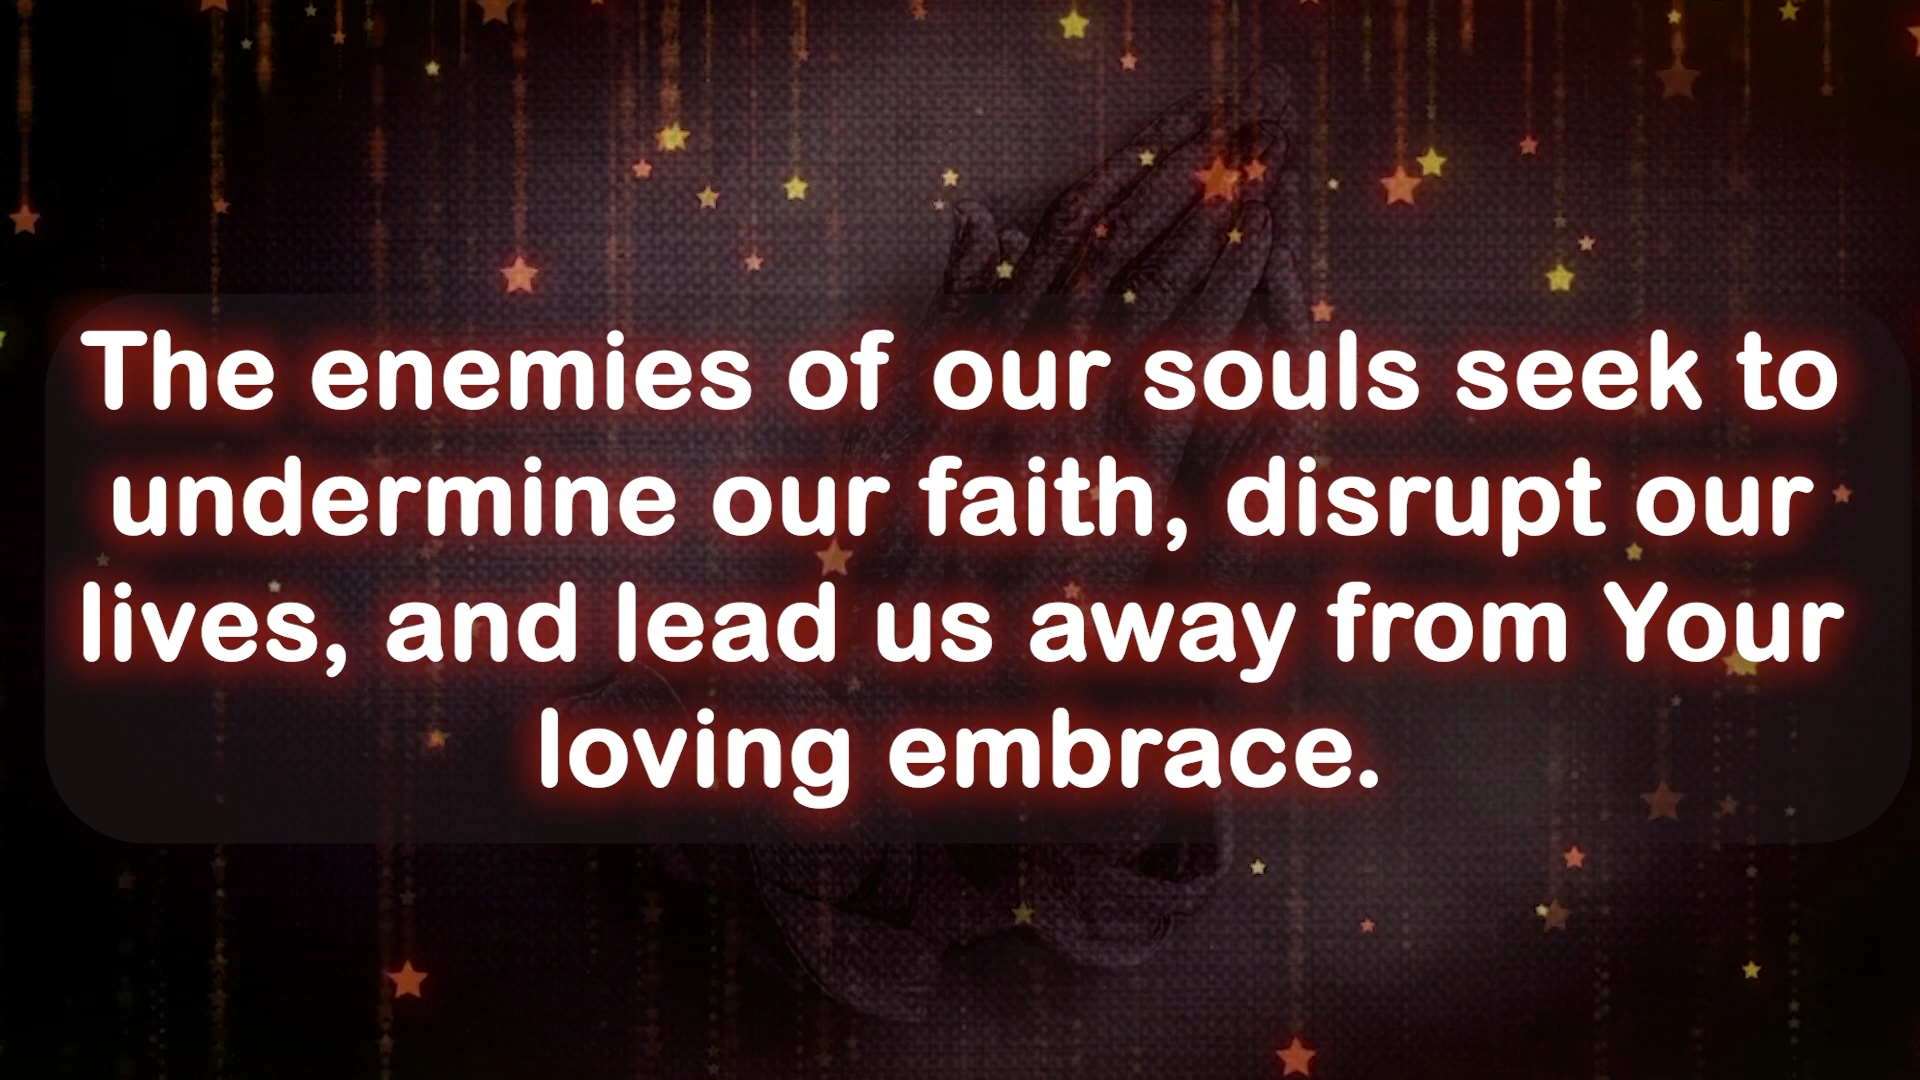 The enemies of our souls seek to
undermine our faith, disrupt our
lives, and lead us away from Your
loving embrace.